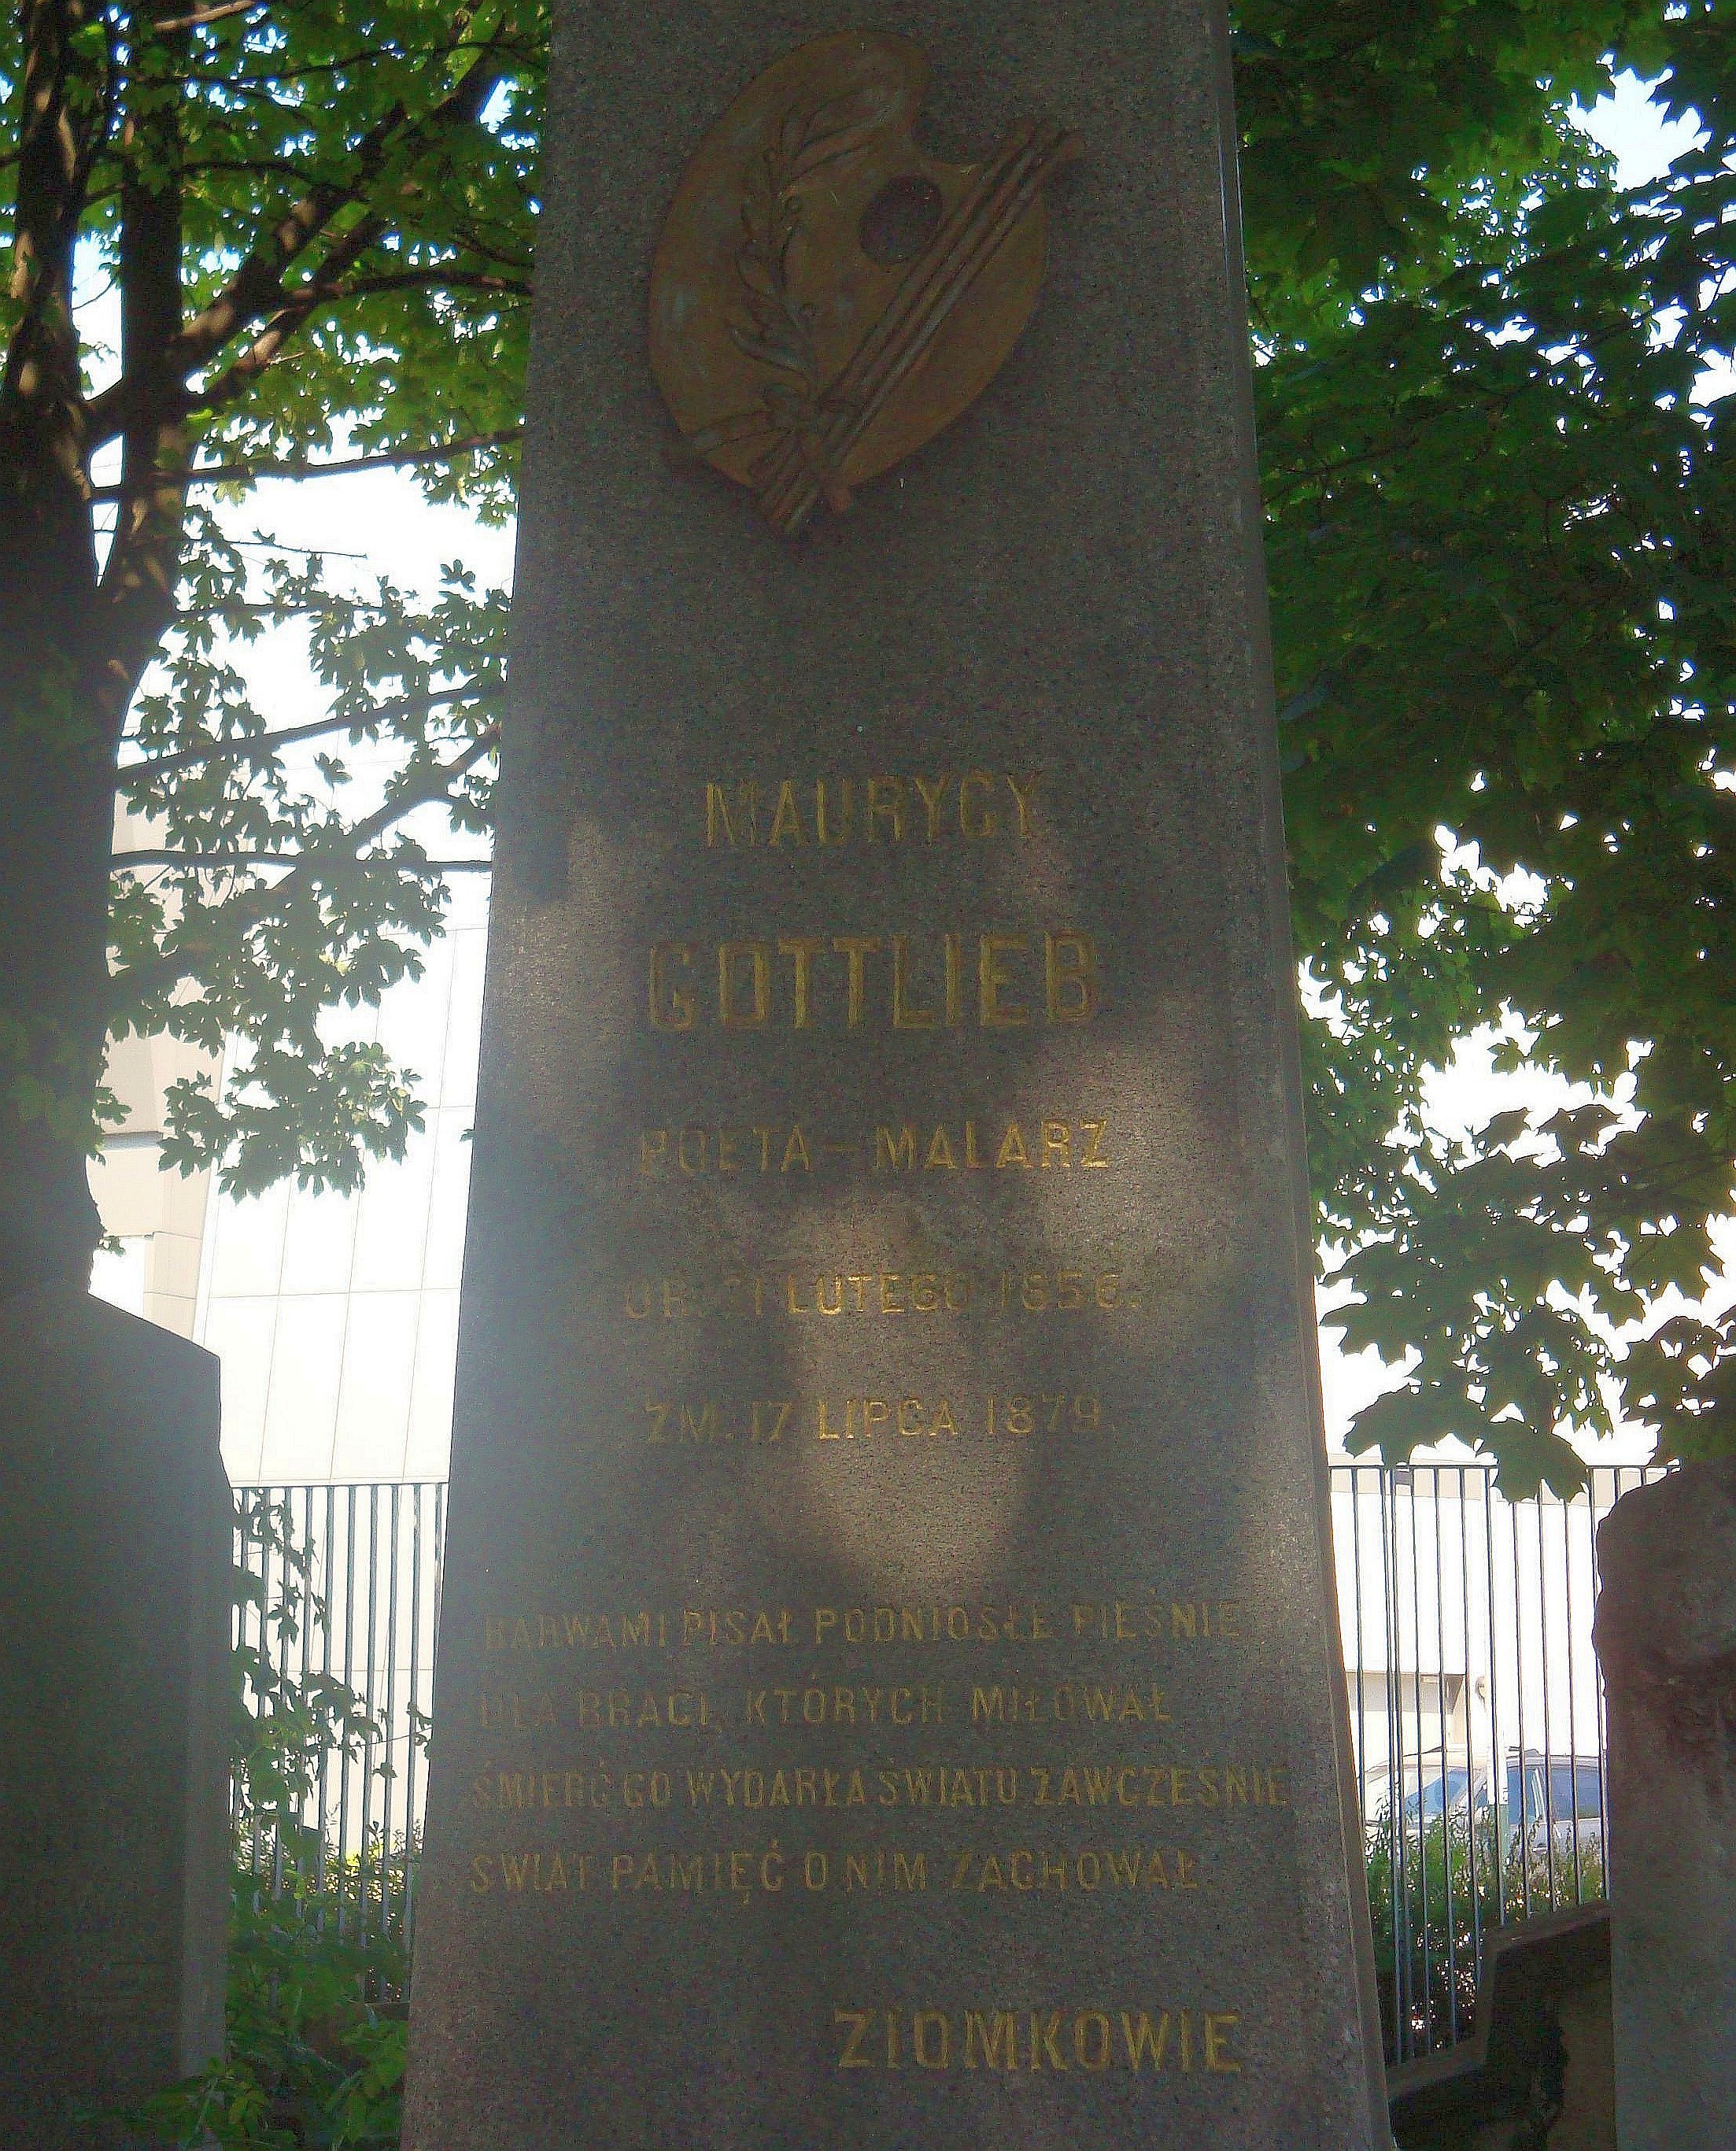 MAURYCY
GOTTLIEB
POETA – MALARZ
UR. 21 LUTEGO 1856.
ZM. 17 LIPCA 1879.
BARWAMI PISAŁ PODNIOSŁE PIEŚNIE
DLA BRACI, KTÓRYCH MIŁOWAŁ
ŚMIERĆ GO WYDARŁA ŚWIATU ZAWCZEŚNIE
ŚWIAT PAMIĘĆ O NIM ZACHOWAŁ.
ZIOMKOWIE